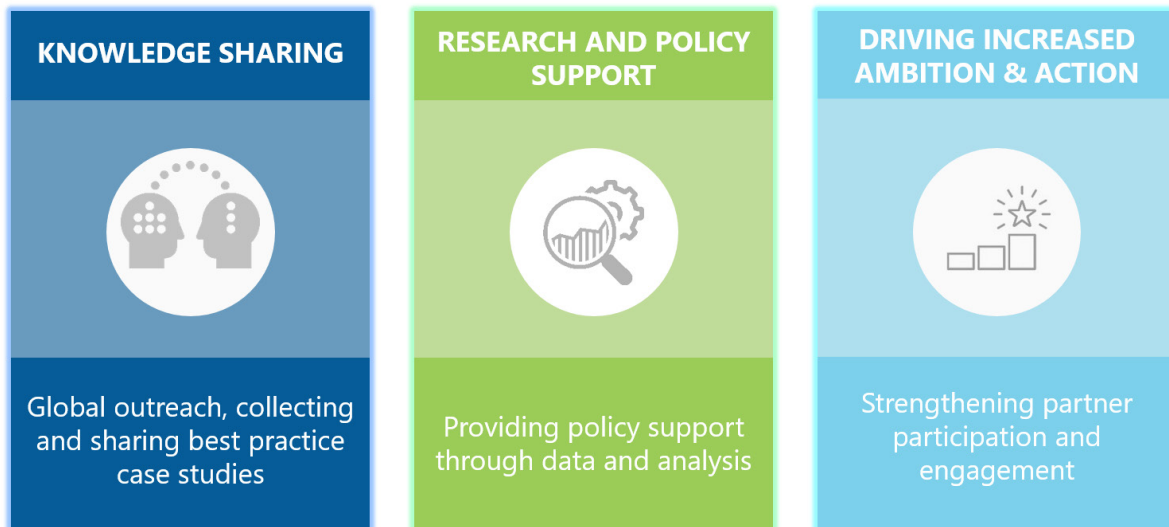 KNOWLEDGE SHARING
Global outreach, collecting
and sharing best practice
case studies
RESEARCH AND POLICY
SUPPORT
Providing policy support
through data and analysis
DRIVING INCREASED
AMBITION & ACTION
Strengthening partner
participation and
engagement